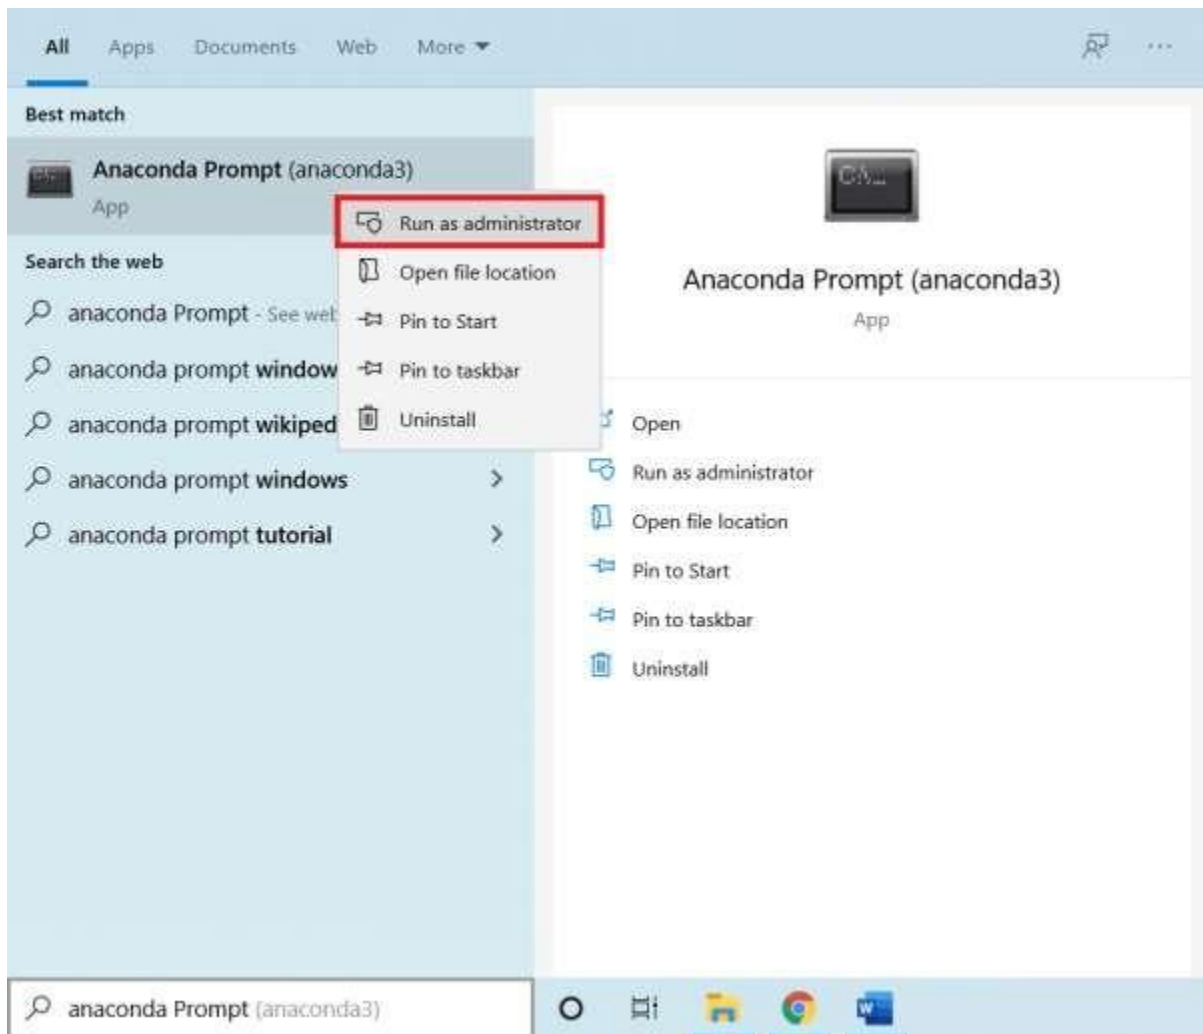 All Apps Documents Web More
Best match
Anaconda Prompt (anaconda3)
App
Run as administrator
Open file location
Pin to Start
Pin to taskbar
Uninstall
Search the web
anaconda Prompt - See web
anaconda prompt window
anaconda prompt wikiped
anaconda prompt windows
anaconda prompt tutorial
C:\_
Anaconda Prompt (anaconda3)
App
Open
Run as administrator
Open file location
Pin to Start
Pin to taskbar
Uninstall
anaconda Prompt (anaconda3)
W